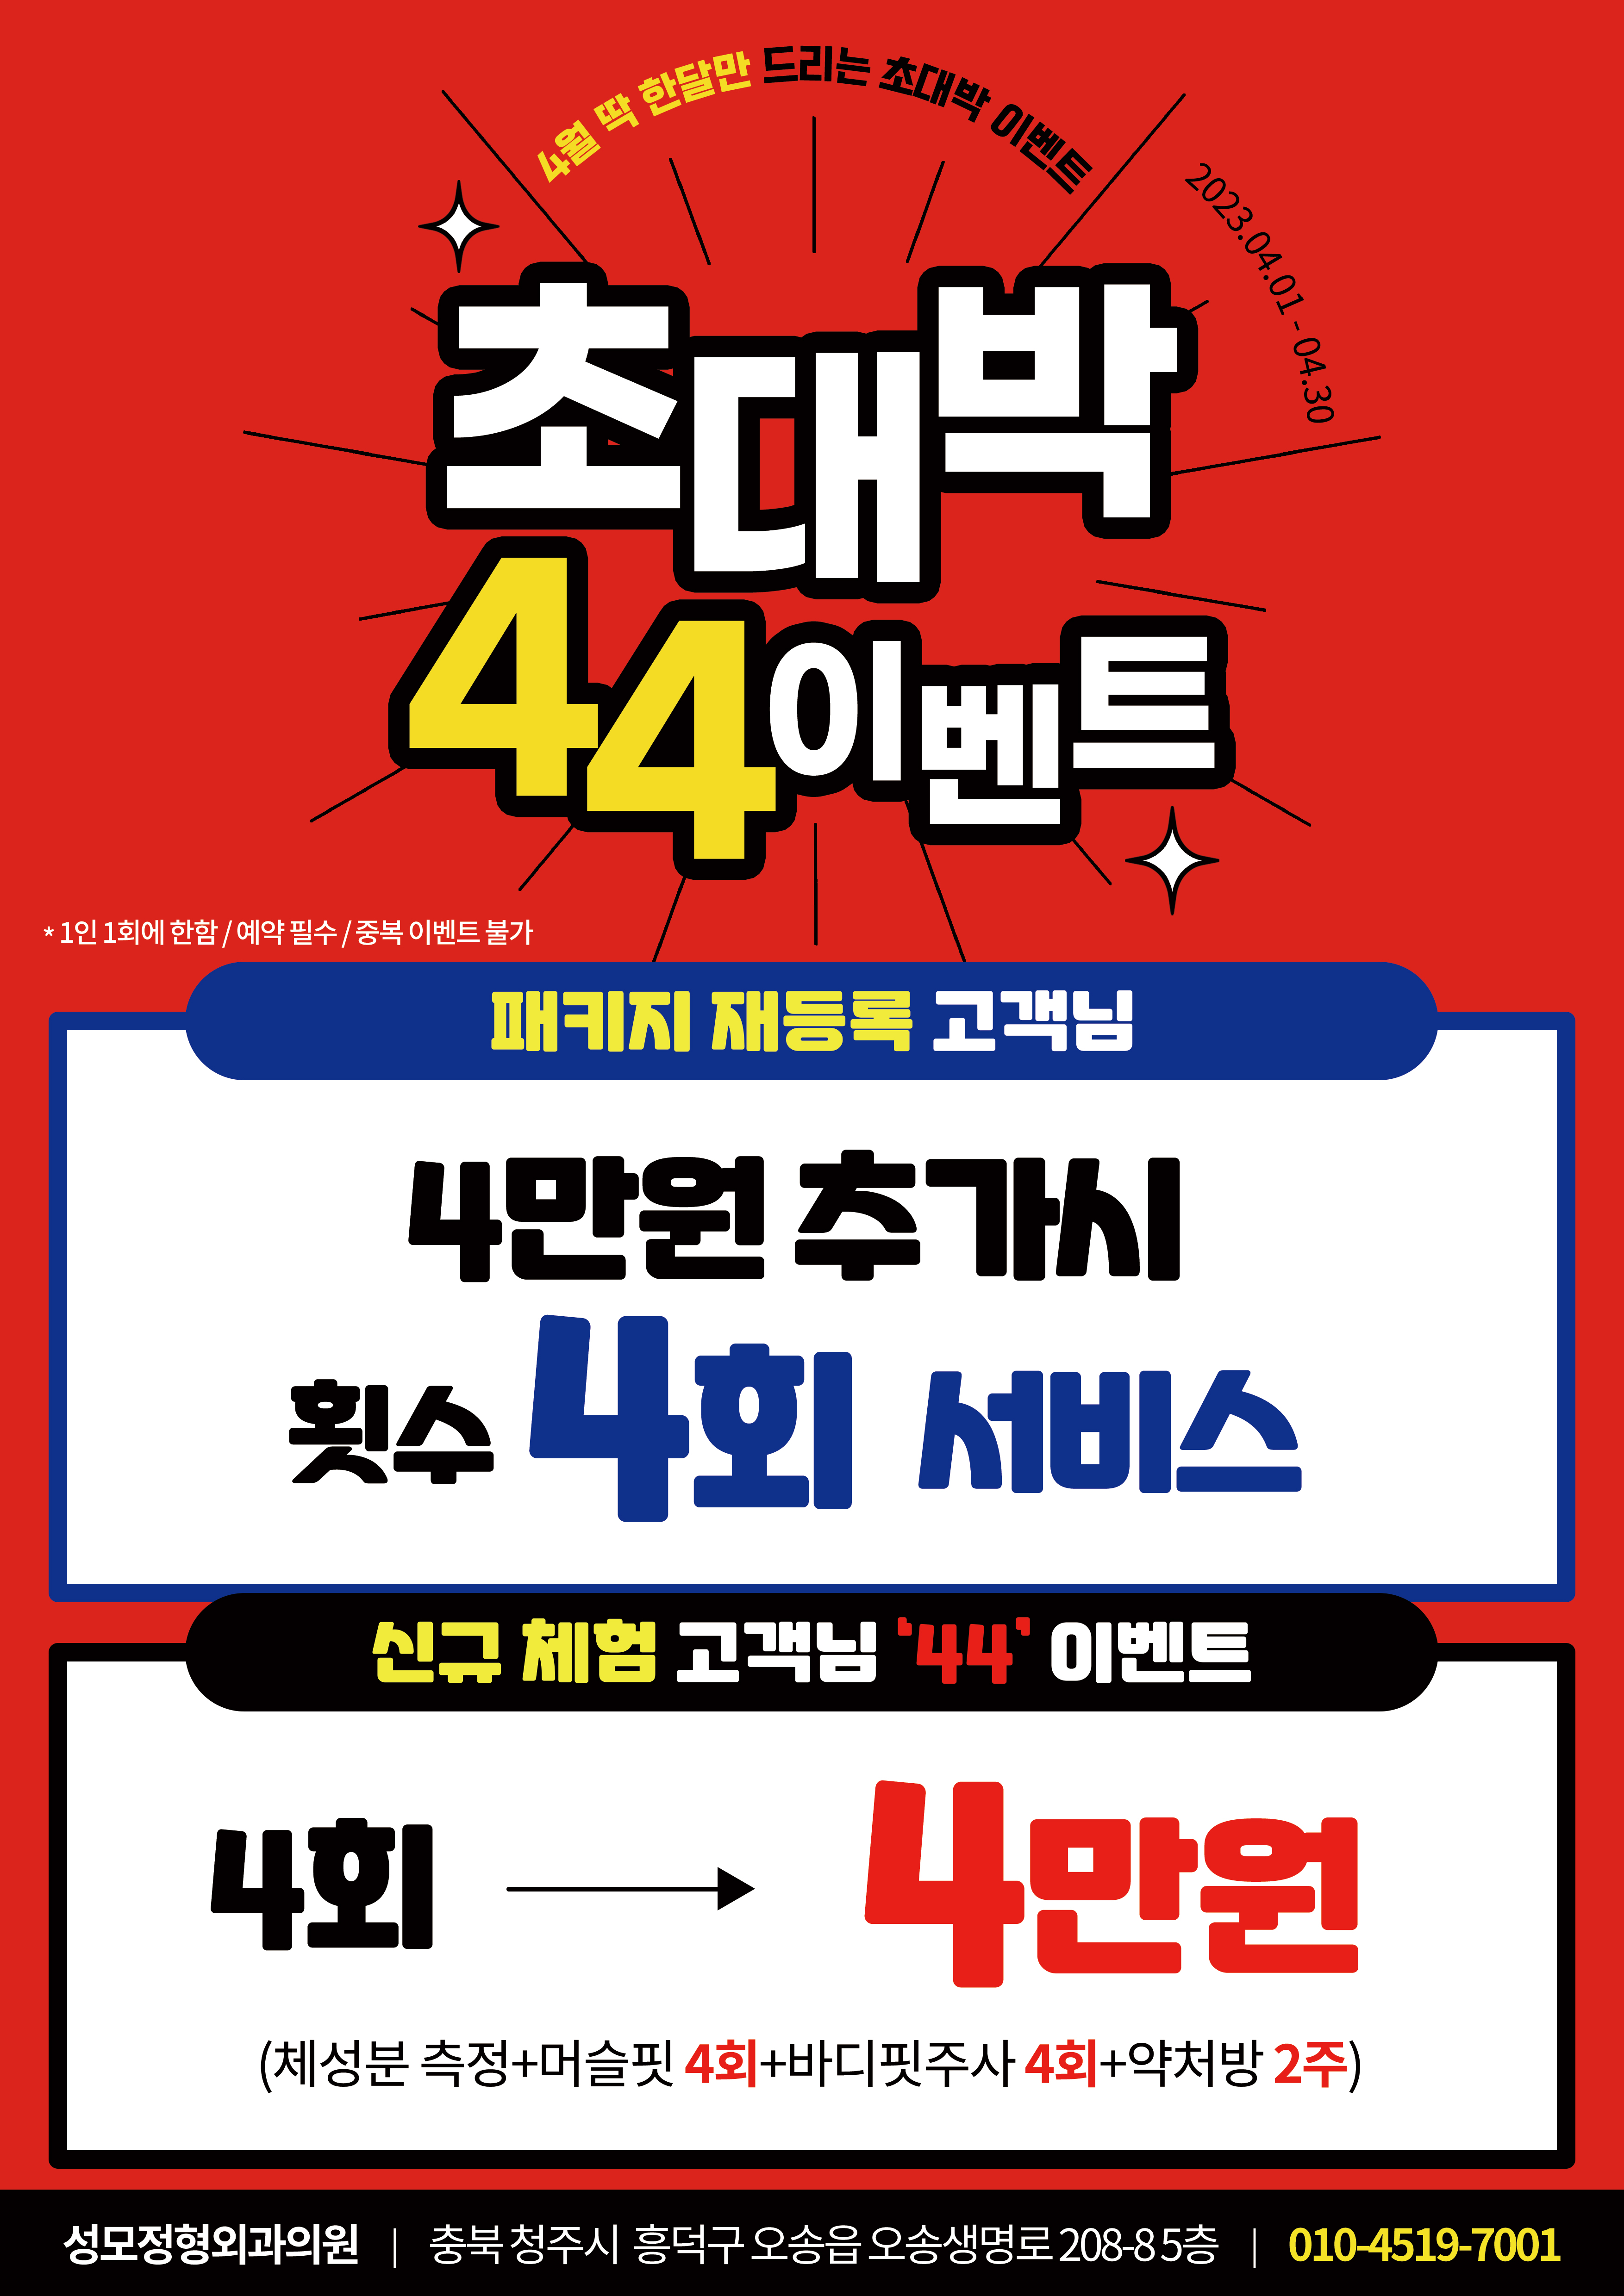 4월 딱 한달만 드리는 초대박 이벤트
2023.04.01 - 04.30
초대박
44이벤트
* 1인 1회에 한함 / 예약 필수 / 중복 이벤트 불가
패키지 재등록 고객님
4만원 추가시
횟수 4회 서비스
신규 체험 고객님 '44' 이벤트
4회 → 4만원
(체성분 측정+머슬핏 4회+바디핏주사 4회+약처방 2주)
성모정형외과의원 | 충북 청주시 흥덕구 오송읍 오송생명로 208-8 5층 | 010-4519-7001